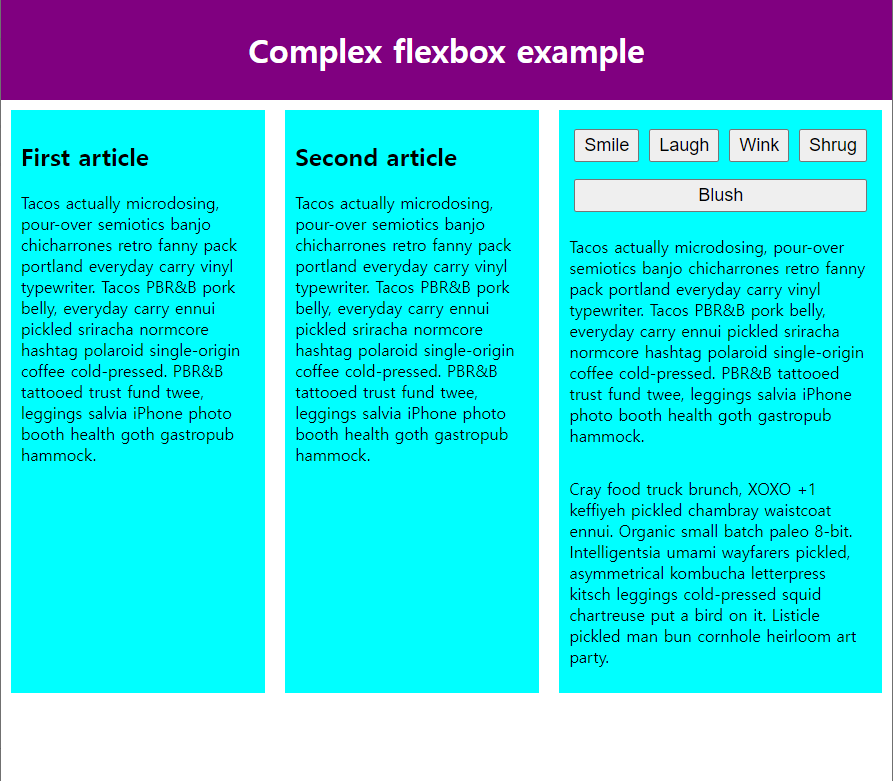 Complex flexbox example
First article
Tacos actually microdosing,
pour-over semiotics banjo
chicharrones retro fanny pack
portland everyday carry vinyl
typewriter. Tacos PBR&B pork
belly, everyday carry ennui
pickled sriracha normcore
hashtag polaroid single-origin
coffee cold-pressed. PBR&B
tattooed trust fund twee,
leggings salvia iPhone photo
booth health goth gastropub
hammock.
Second article
Tacos actually microdosing,
pour-over semiotics banjo
chicharrones retro fanny pack
portland everyday carry vinyl
typewriter. Tacos PBR&B pork
belly, everyday carry ennui
pickled sriracha normcore
hashtag polaroid single-origin
coffee cold-pressed. PBR&B
tattooed trust fund twee,
leggings salvia iPhone photo
booth health goth gastropub
hammock.
Smile Laugh Wink Shrug
Blush
Tacos actually microdosing, pour-over
semiotics banjo chicharrones retro fanny
pack portland everyday carry vinyl
typewriter. Tacos PBR&B pork belly,
everyday carry ennui pickled sriracha
normcore hashtag polaroid single-origin
coffee cold-pressed. PBR&B tattooed
trust fund twee, leggings salvia iPhone
photo booth health goth gastropub
hammock.
Cray food truck brunch, XOXO +1
keffiyeh pickled chambray waistcoat
ennui. Organic small batch paleo 8-bit.
Intelligentsia umami wayfarers pickled,
asymmetrical kombucha letterpress
kitsch leggings cold-pressed squid
chartreuse put a bird on it. Listicle
pickled man bun cornhole heirloom art
party.